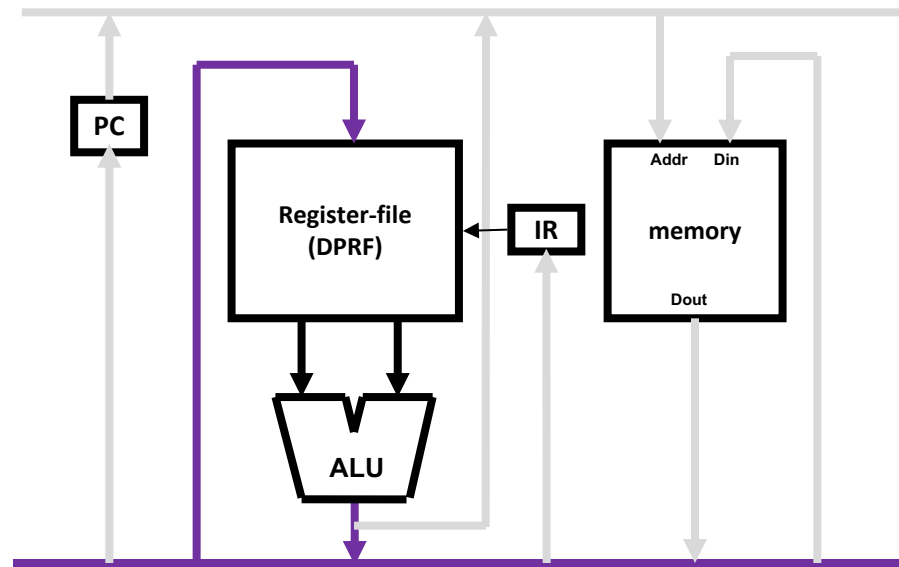 PC
Register-file
(DPRF)
IR
Addr Din
memory
Dout
ALU